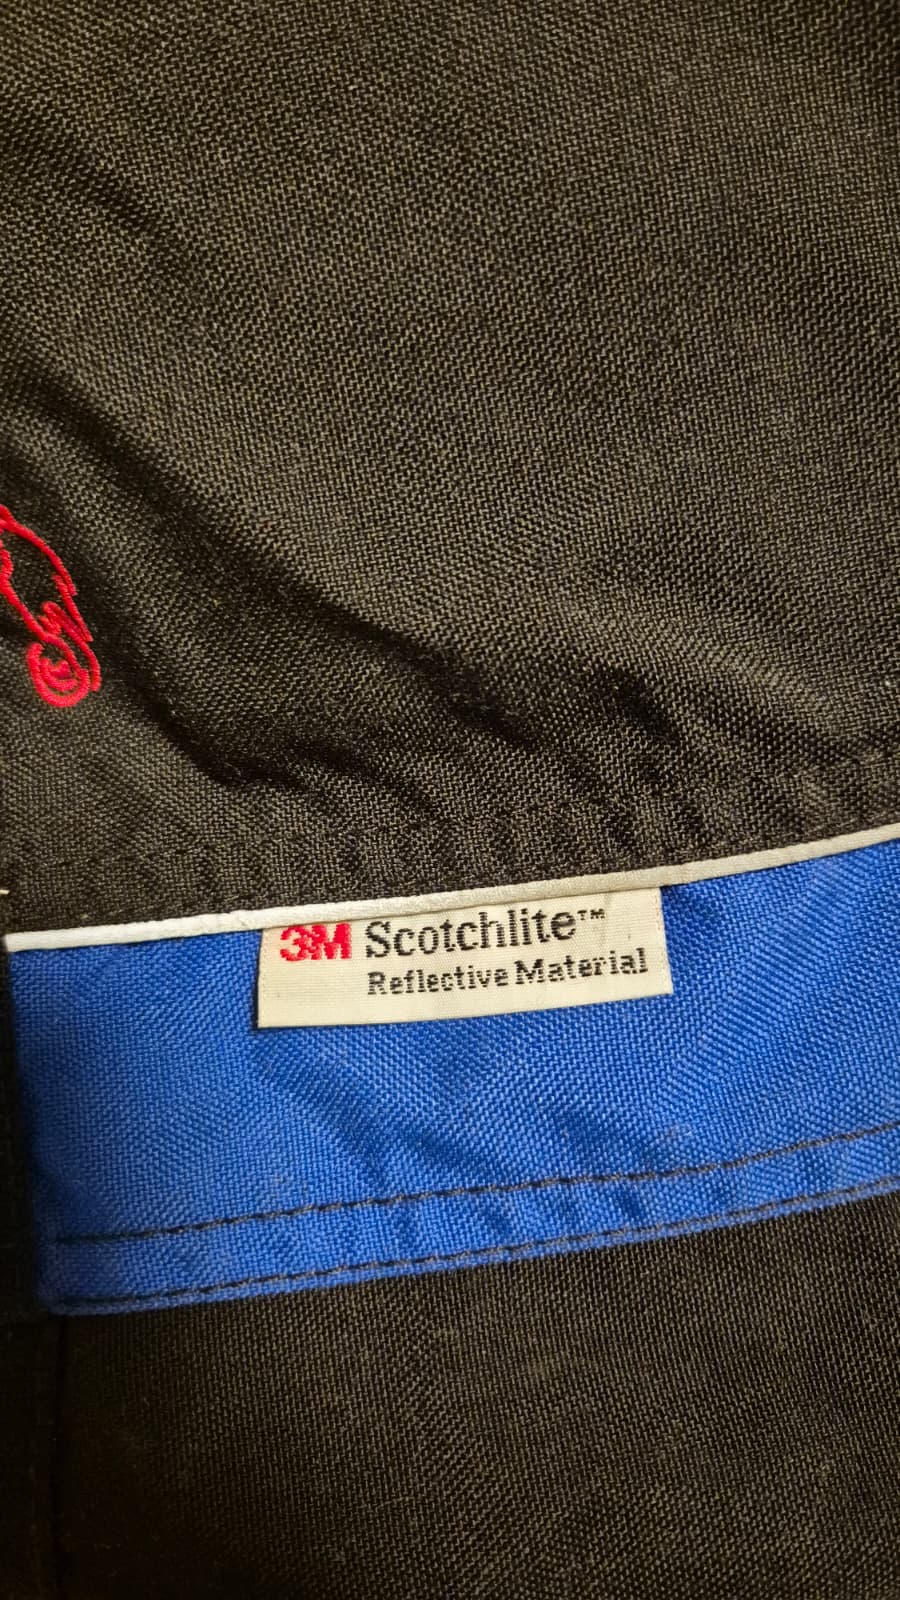 3M Scotchlite™
Reflective Material